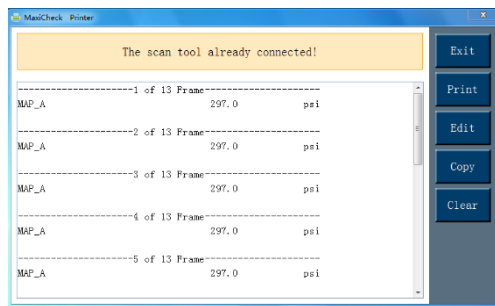 MaxiCheck Printer
The scan tool already connected!
--------------------1 of 13 Frame--------------------
MAP_A 297.0 psi
--------------------2 of 13 Frame--------------------
MAP_A 297.0 psi
--------------------3 of 13 Frame--------------------
MAP_A 297.0 psi
--------------------4 of 13 Frame--------------------
MAP_A 297.0 psi
--------------------5 of 13 Frame--------------------
MAP_A 297.0 psi
Exit
Print
Edit
Copy
Clear